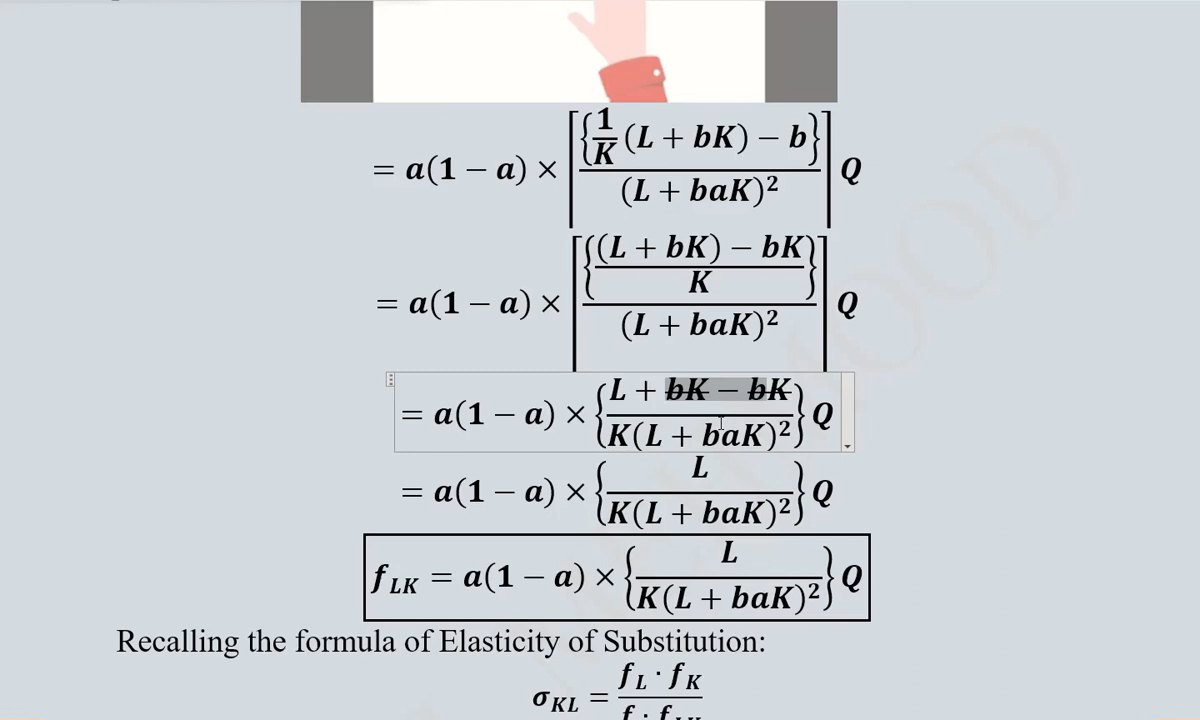 = a(1 − a) × [{1/K (L + bK) − b} / (L + baK)²] Q
= a(1 − a) × [{((L + bK) − bK) / K} / (L + baK)²] Q
= a(1 − a) × {(L + bK − bK) / (K(L + baK)²)} Q
= a(1 − a) × {L / (K(L + baK)²)} Q
f_LK = a(1 − a) × {L / (K(L + baK)²)} Q
Recalling the formula of Elasticity of Substitution:
σ_KL = (f_L · f_K) / (f · f_LK)